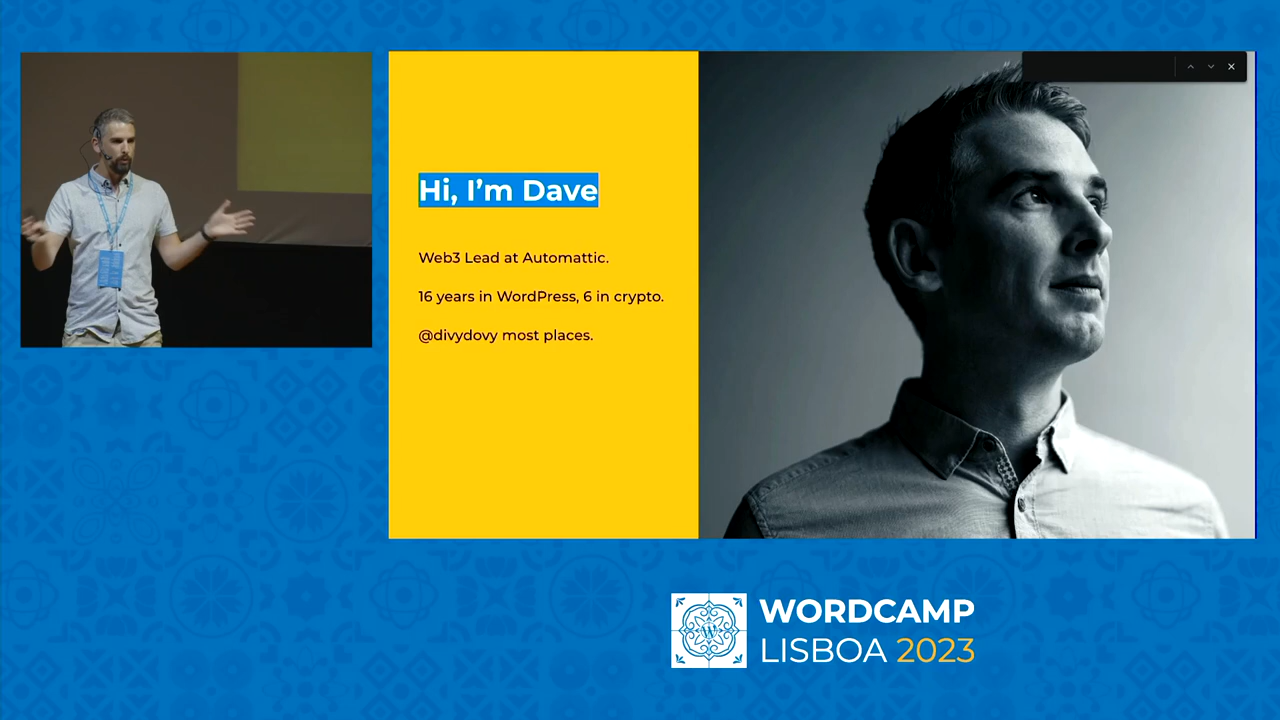 Hi, I’m Dave
Web3 Lead at Automattic.
16 years in WordPress, 6 in crypto.
@divydovy most places.
WORDCAMP
LISBOA 2023